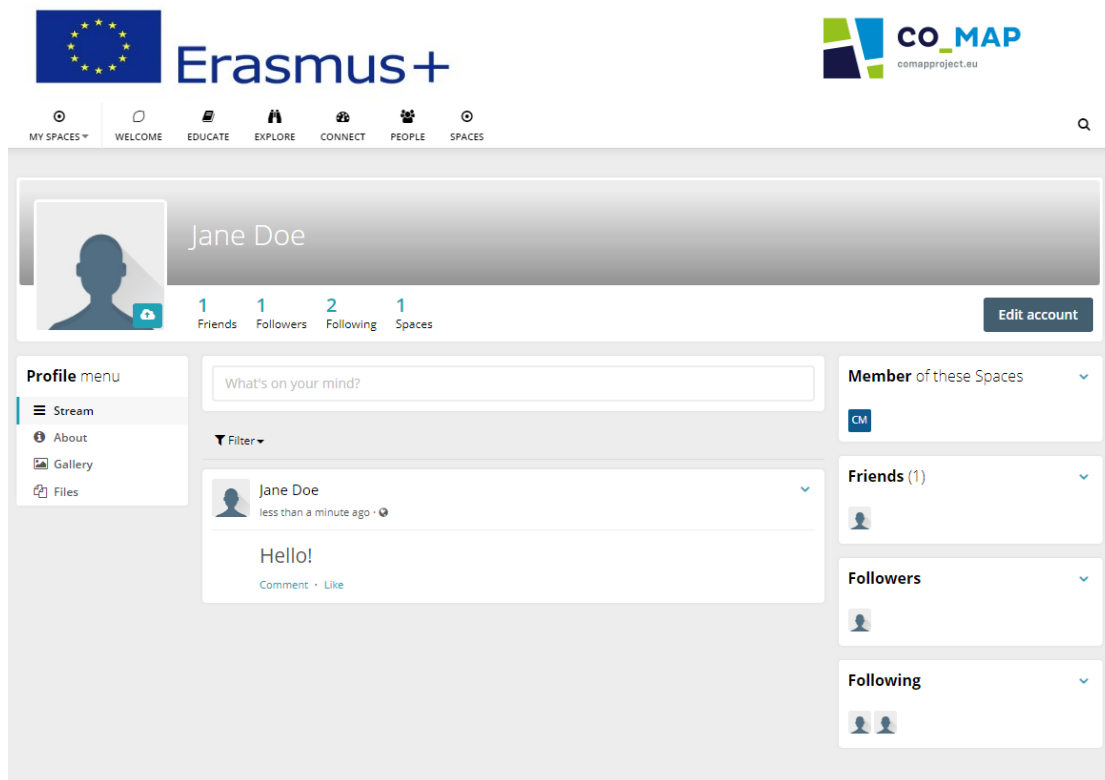 Erasmus+
CO_MAP
comapproject.eu
MY SPACES WELCOME EDUCATE EXPLORE CONNECT PEOPLE SPACES
Jane Doe
1 1 2 1
Friends Followers Following Spaces
Edit account
Profile menu
Stream
About
Gallery
Files
What's on your mind?
Filter
Jane Doe
less than a minute ago ·
Hello!
Comment · Like
Member of these Spaces
CM
Friends (1)
Followers
Following